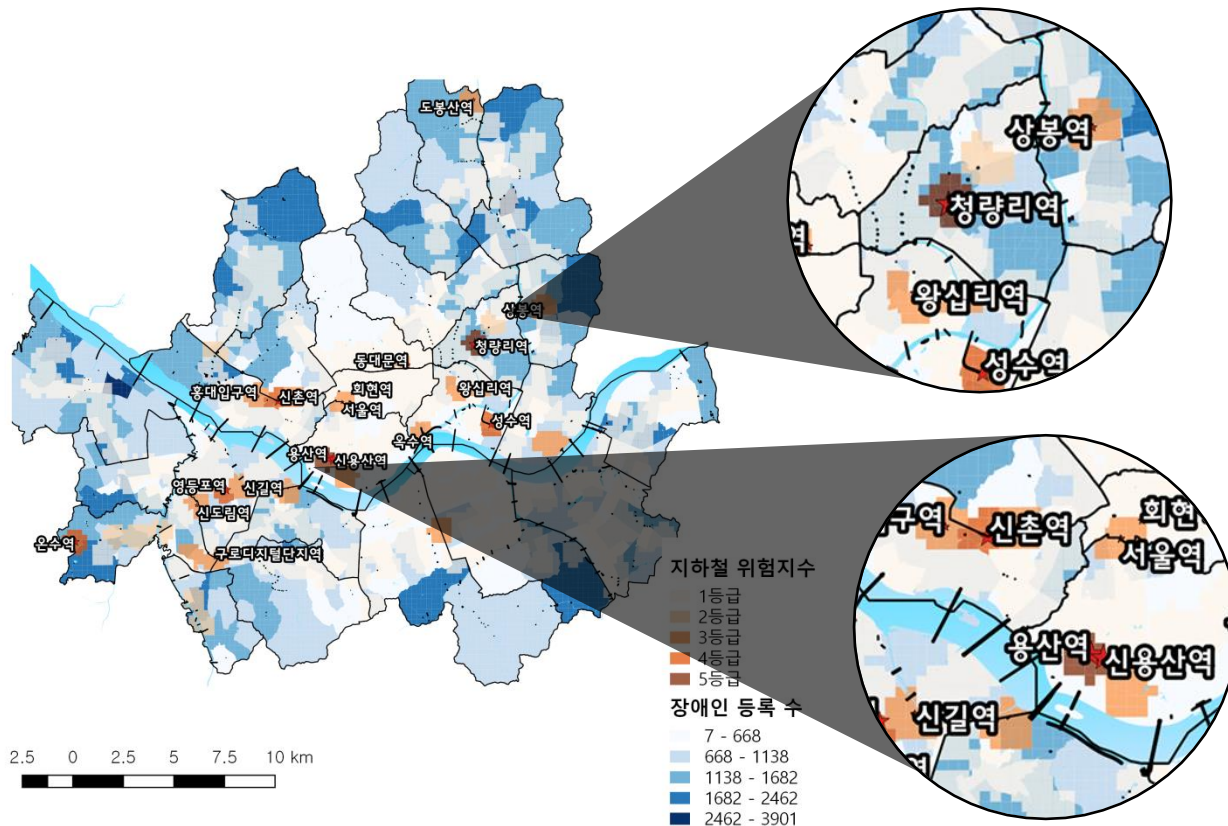 도봉산역
상봉역
청량리역
동대문역
홍대입구역
신촌역
회현역
서울역
왕십리역
성수역
옥수역
용산역
신용산역
영등포역
신길역
신도림역
온수역
구로디지털단지역
상봉역
청량리역
역
왕십리역
성수역
구역
신촌역
회현
서울역
용산역
신용산역
신길역
역
지하철 위험지수
1등급
2등급
3등급
4등급
5등급
장애인 등록 수
7 - 668
668 - 1138
1138 - 1682
1682 - 2462
2462 - 3901
2.5 0 2.5 5 7.5 10 km